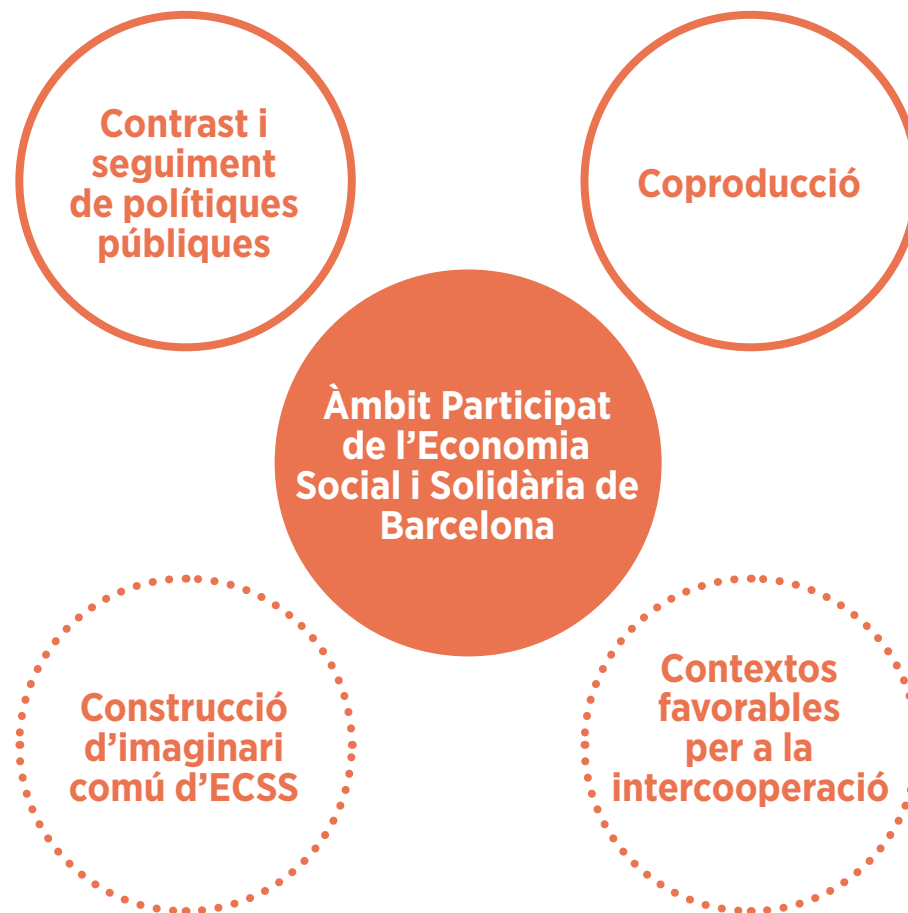 Contrast i
seguiment
de polítiques
públiques
Coproducció
Àmbit Participat
de l’Economia
Social i Solidària de
Barcelona
Construcció
d’imaginari
comú d’ECSS
Contextos
favorables
per a la
intercooperació